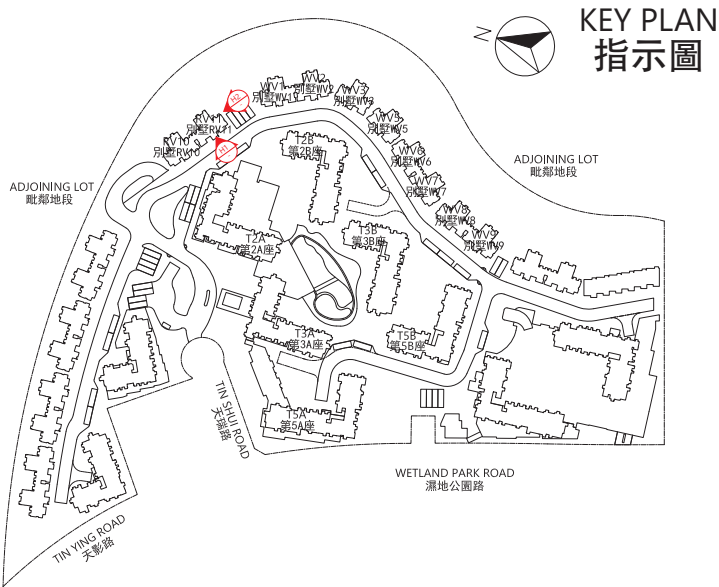 KEY PLAN
指示圖
N
WV1
別墅WV1
WV2
別墅WV2
WV3
別墅WV3
H2
RV11
別墅RV11
WV5
別墅WV5
RV10
別墅RV10
H1
T2B
第2B座
WV6
別墅WV6
ADJOINING LOT
毗鄰地段
ADJOINING LOT
毗鄰地段
WV7
別墅WV7
WV8
別墅WV8
T3B
第3B座
WV9
別墅WV9
T2A
第2A座
T3A
第3A座
T5B
第5B座
TIN SHUI ROAD
天瑞路
T5A
第5A座
WETLAND PARK ROAD
濕地公園路
TIN YING ROAD
天影路